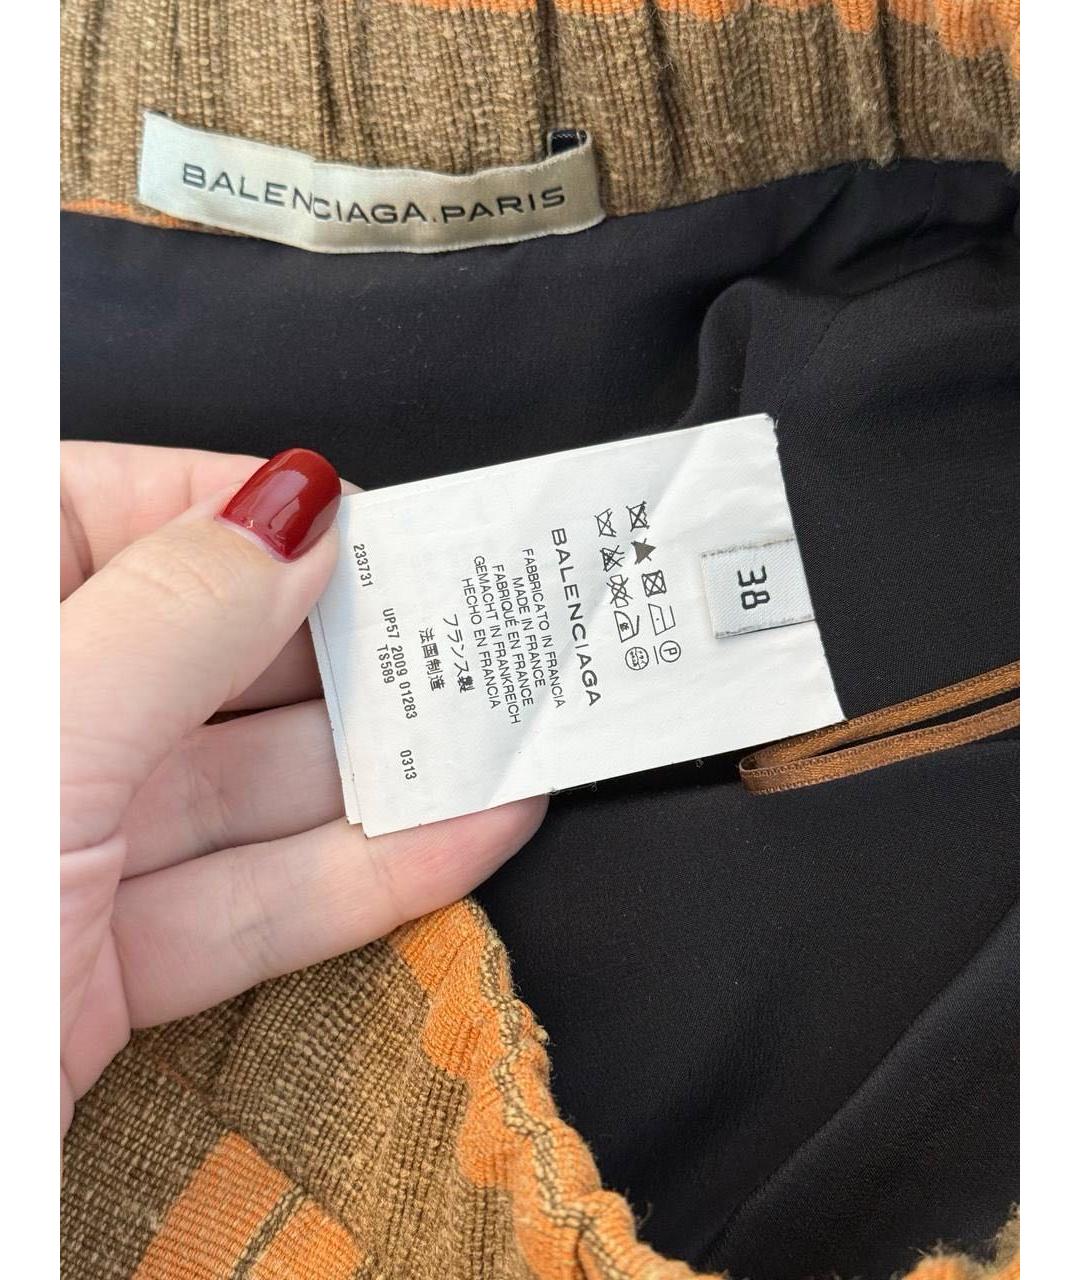 BALENCIAGA.PARIS
38
BALENCIAGA
FABBRICATO IN FRANCIA
MADE IN FRANCE
FABRIQUÉ EN FRANCE
GEMACHT IN FRANKREICH
HECHO EN FRANCIA
フランス製
法国制造
UP57 2009 01283 0313
TS589
233731